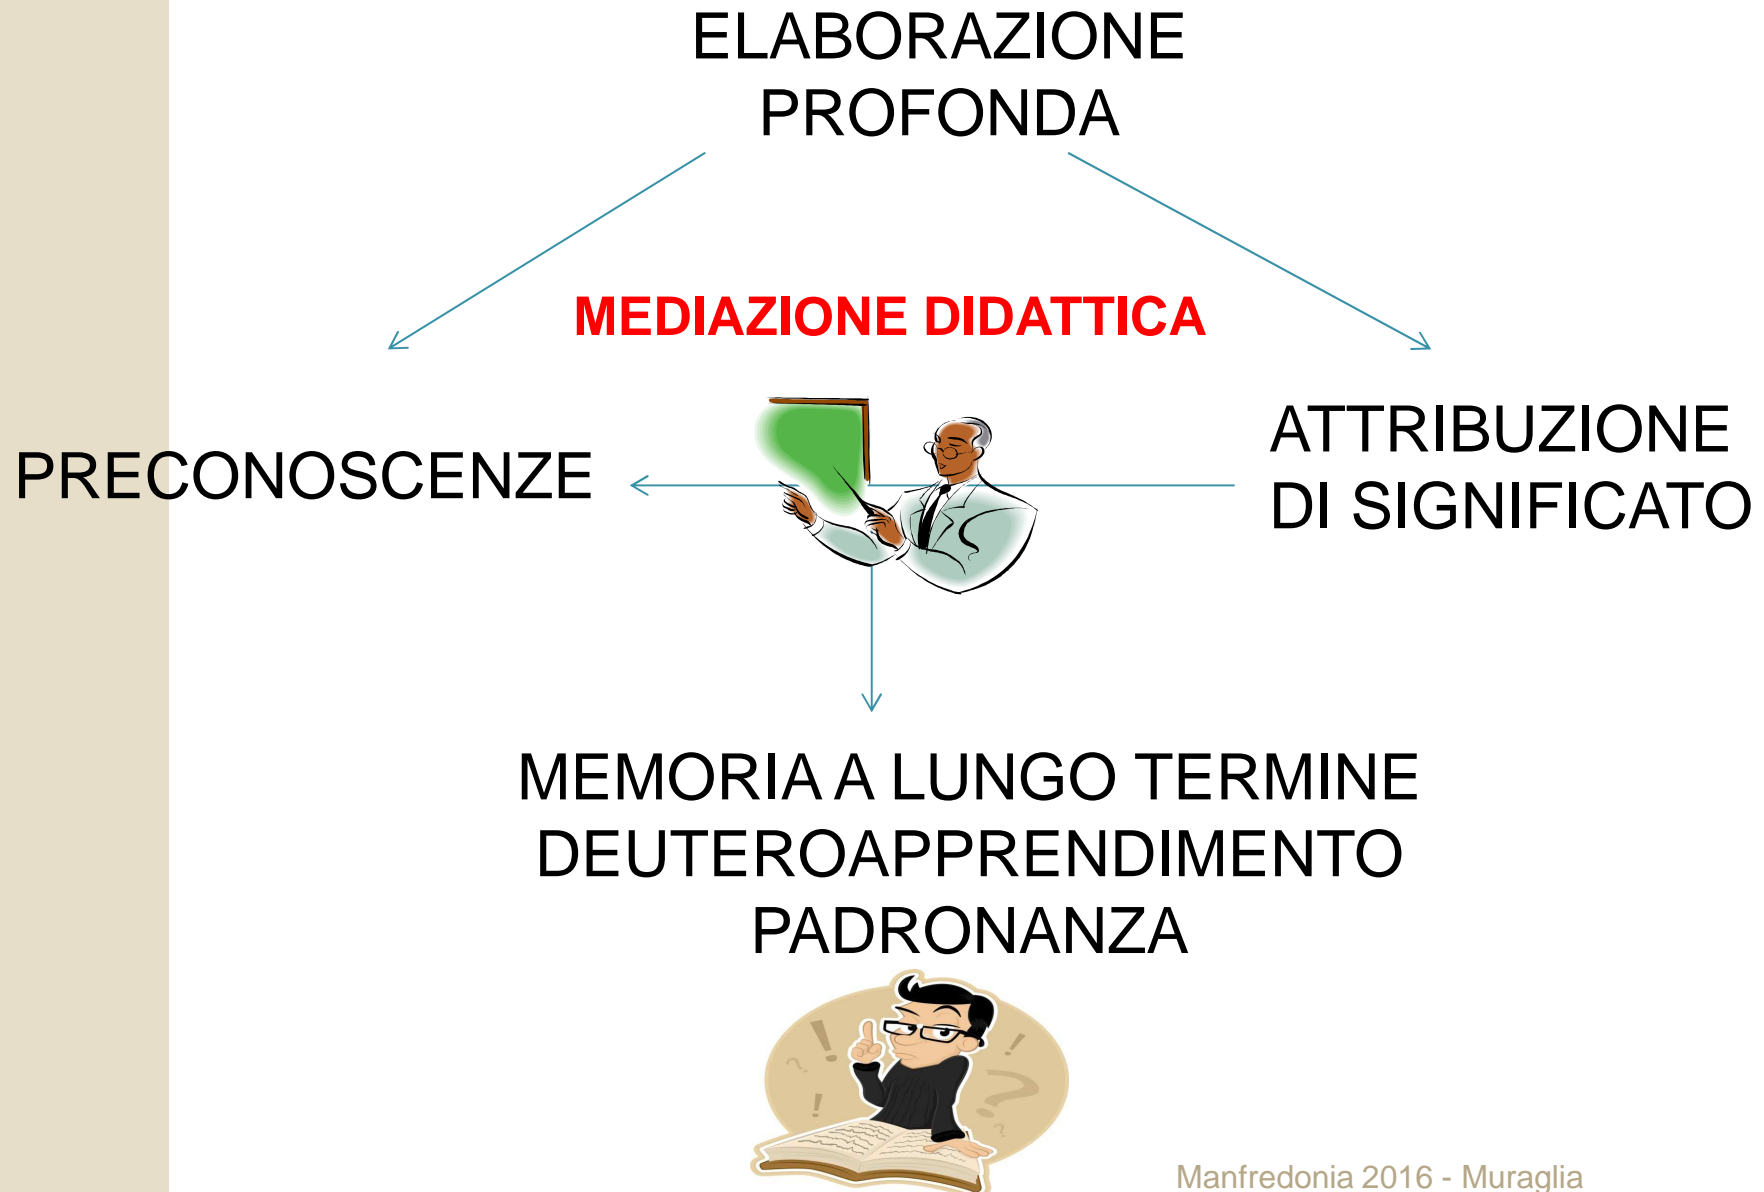 ELABORAZIONE
PROFONDA
MEDIAZIONE DIDATTICA
PRECONOSCENZE
ATTRIBUZIONE
DI SIGNIFICATO
MEMORIA A LUNGO TERMINE
DEUTEROAPPRENDIMENTO
PADRONANZA
Manfredonia 2016 - Muraglia